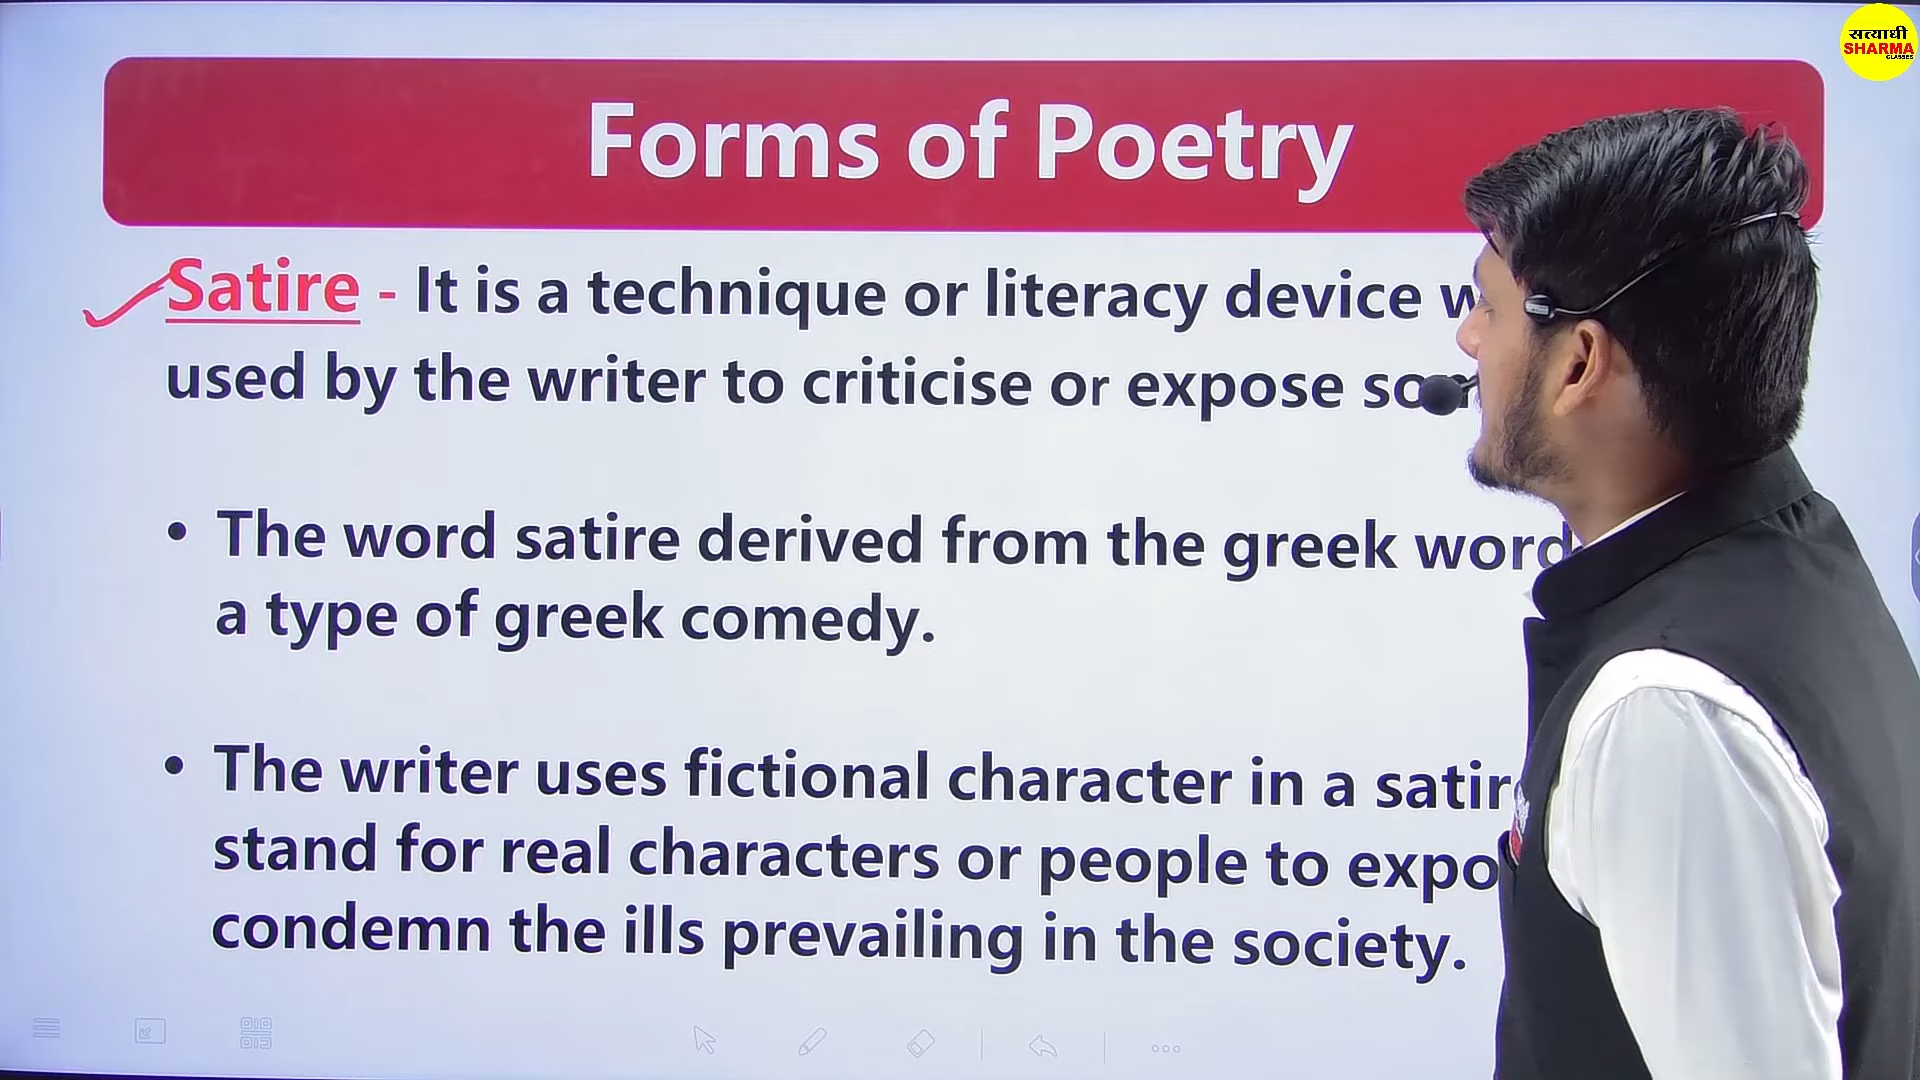 सत्याधी
SHARMA
CLASSES
Forms of Poetry
Satire - It is a technique or literacy device
used by the writer to criticise or expose
• The word satire derived from the greek word
a type of greek comedy.
• The writer uses fictional character in a
stand for real characters or people to
condemn the ills prevailing in the society.